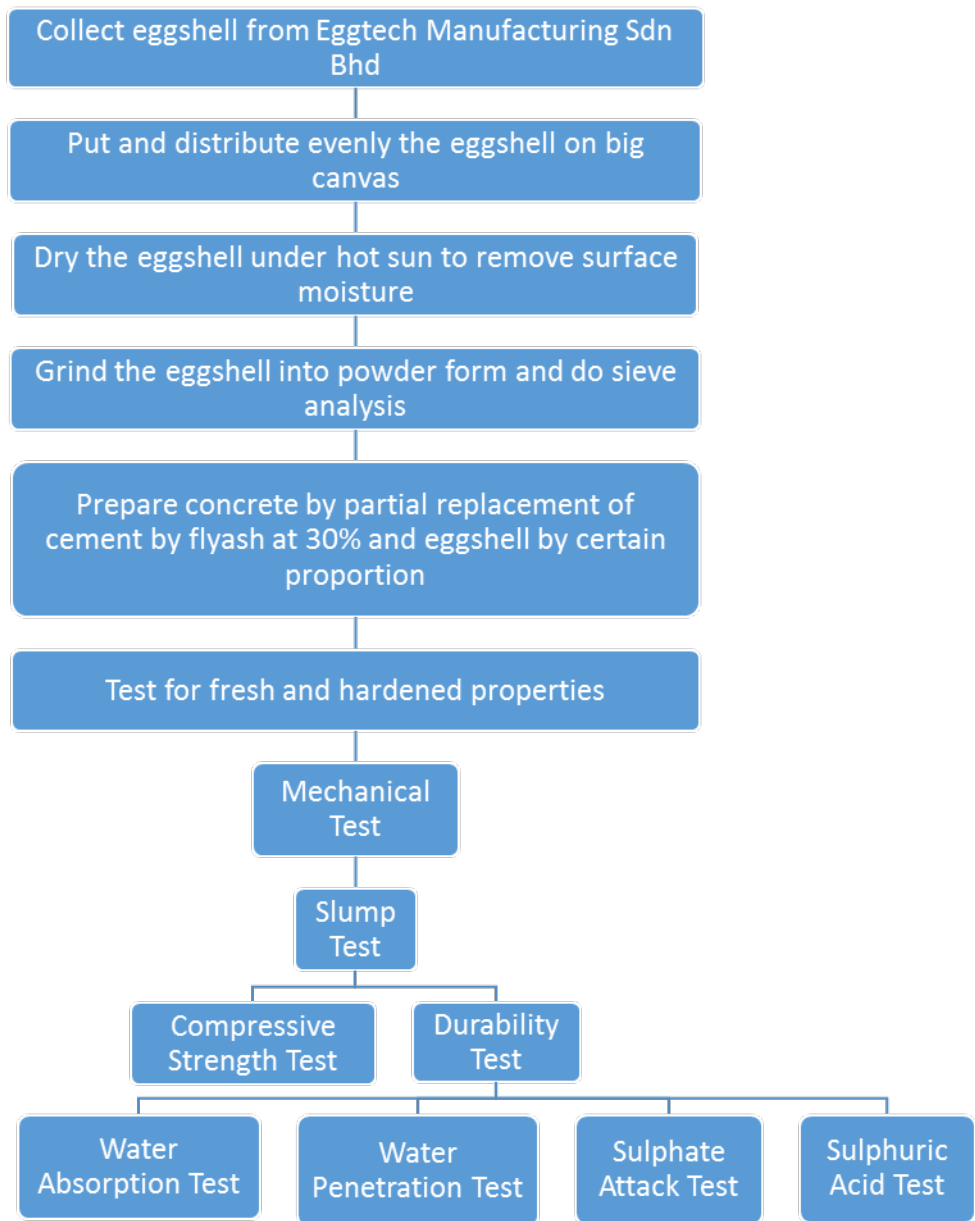 Collect eggshell from Eggtech Manufacturing Sdn
Bhd
Put and distribute evenly the eggshell on big
canvas
Dry the eggshell under hot sun to remove surface
moisture
Grind the eggshell into powder form and do sieve
analysis
Prepare concrete by partial replacement of
cement by flyash at 30% and eggshell by certain
proportion
Test for fresh and hardened properties
Mechanical
Test
Slump
Test
Compressive
Strength Test
Durability
Test
Water
Absorption Test
Water
Penetration Test
Sulphate
Attack Test
Sulphuric
Acid Test